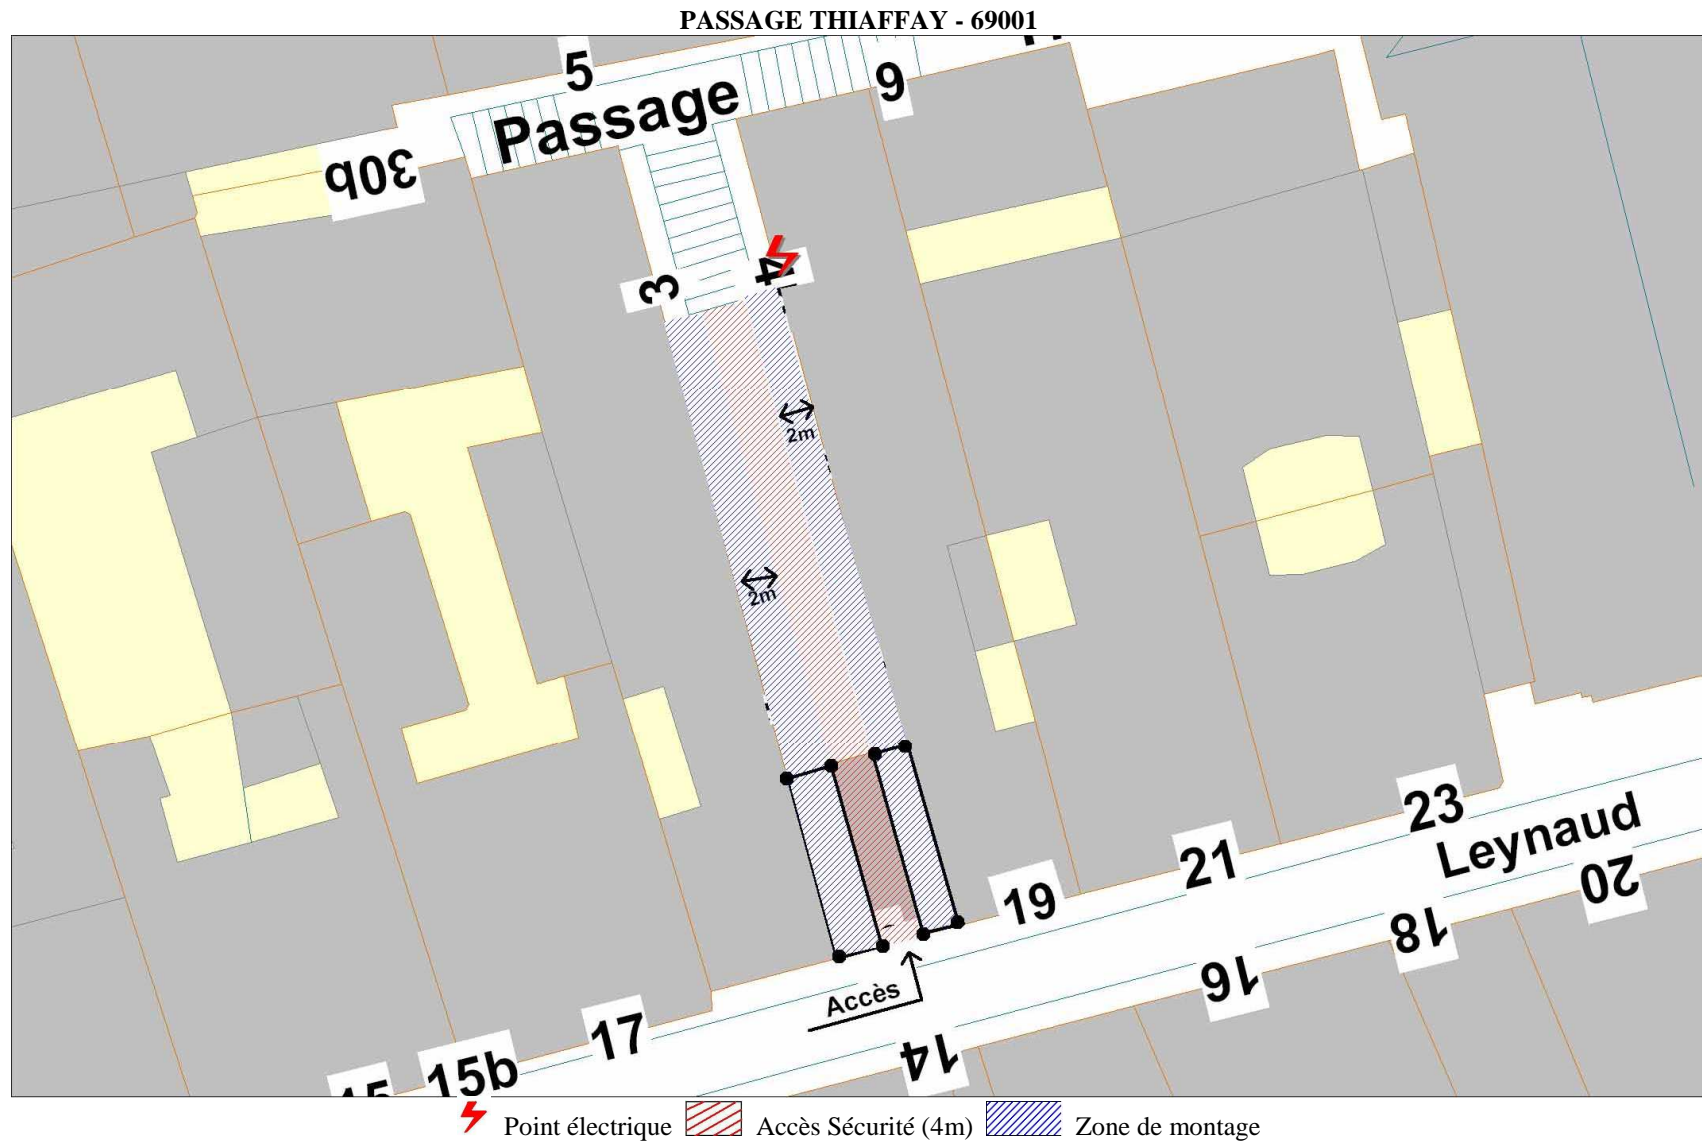 PASSAGE THIAFFAY - 69001
5
Passage
9
30b
3
4
2m
2m
23
Leynaud
21
20
19
18
16
Accès
17
14
15b
15
Point électrique
Accès Sécurité (4m)
Zone de montage